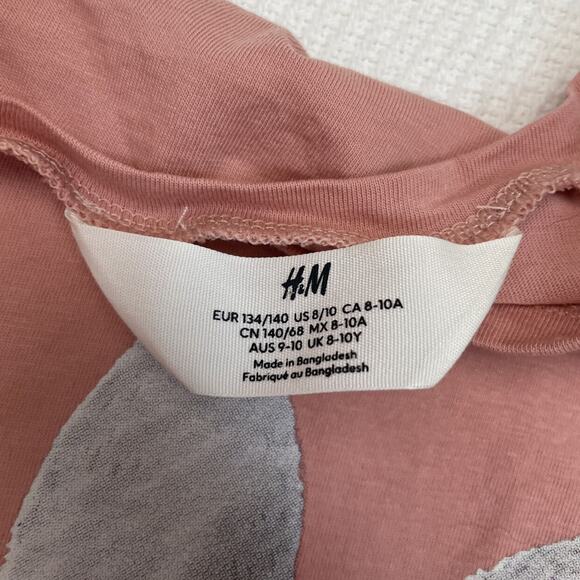 H&M
EUR 134/140 US 8/10 CA 8-10A
CN 140/68 MX 8-10A
AUS 9-10 UK 8-10Y
Made in Bangladesh
Fabriqué au Bangladesh